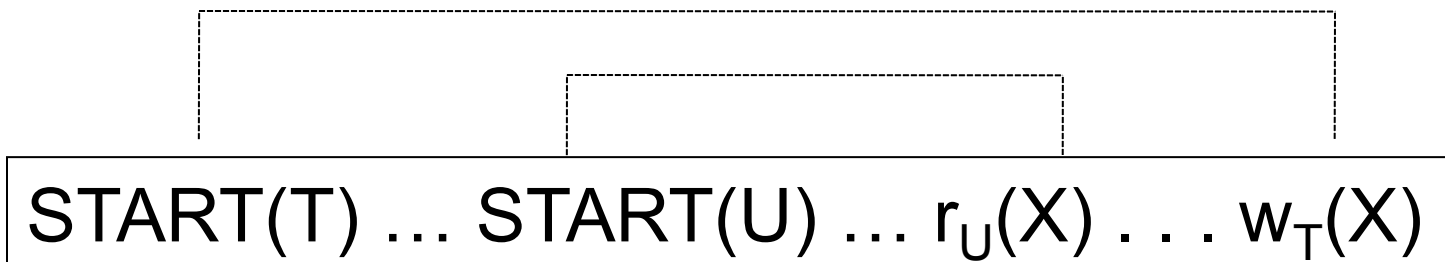 START(T) … START(U) … r_U(X) . . . w_T(X)